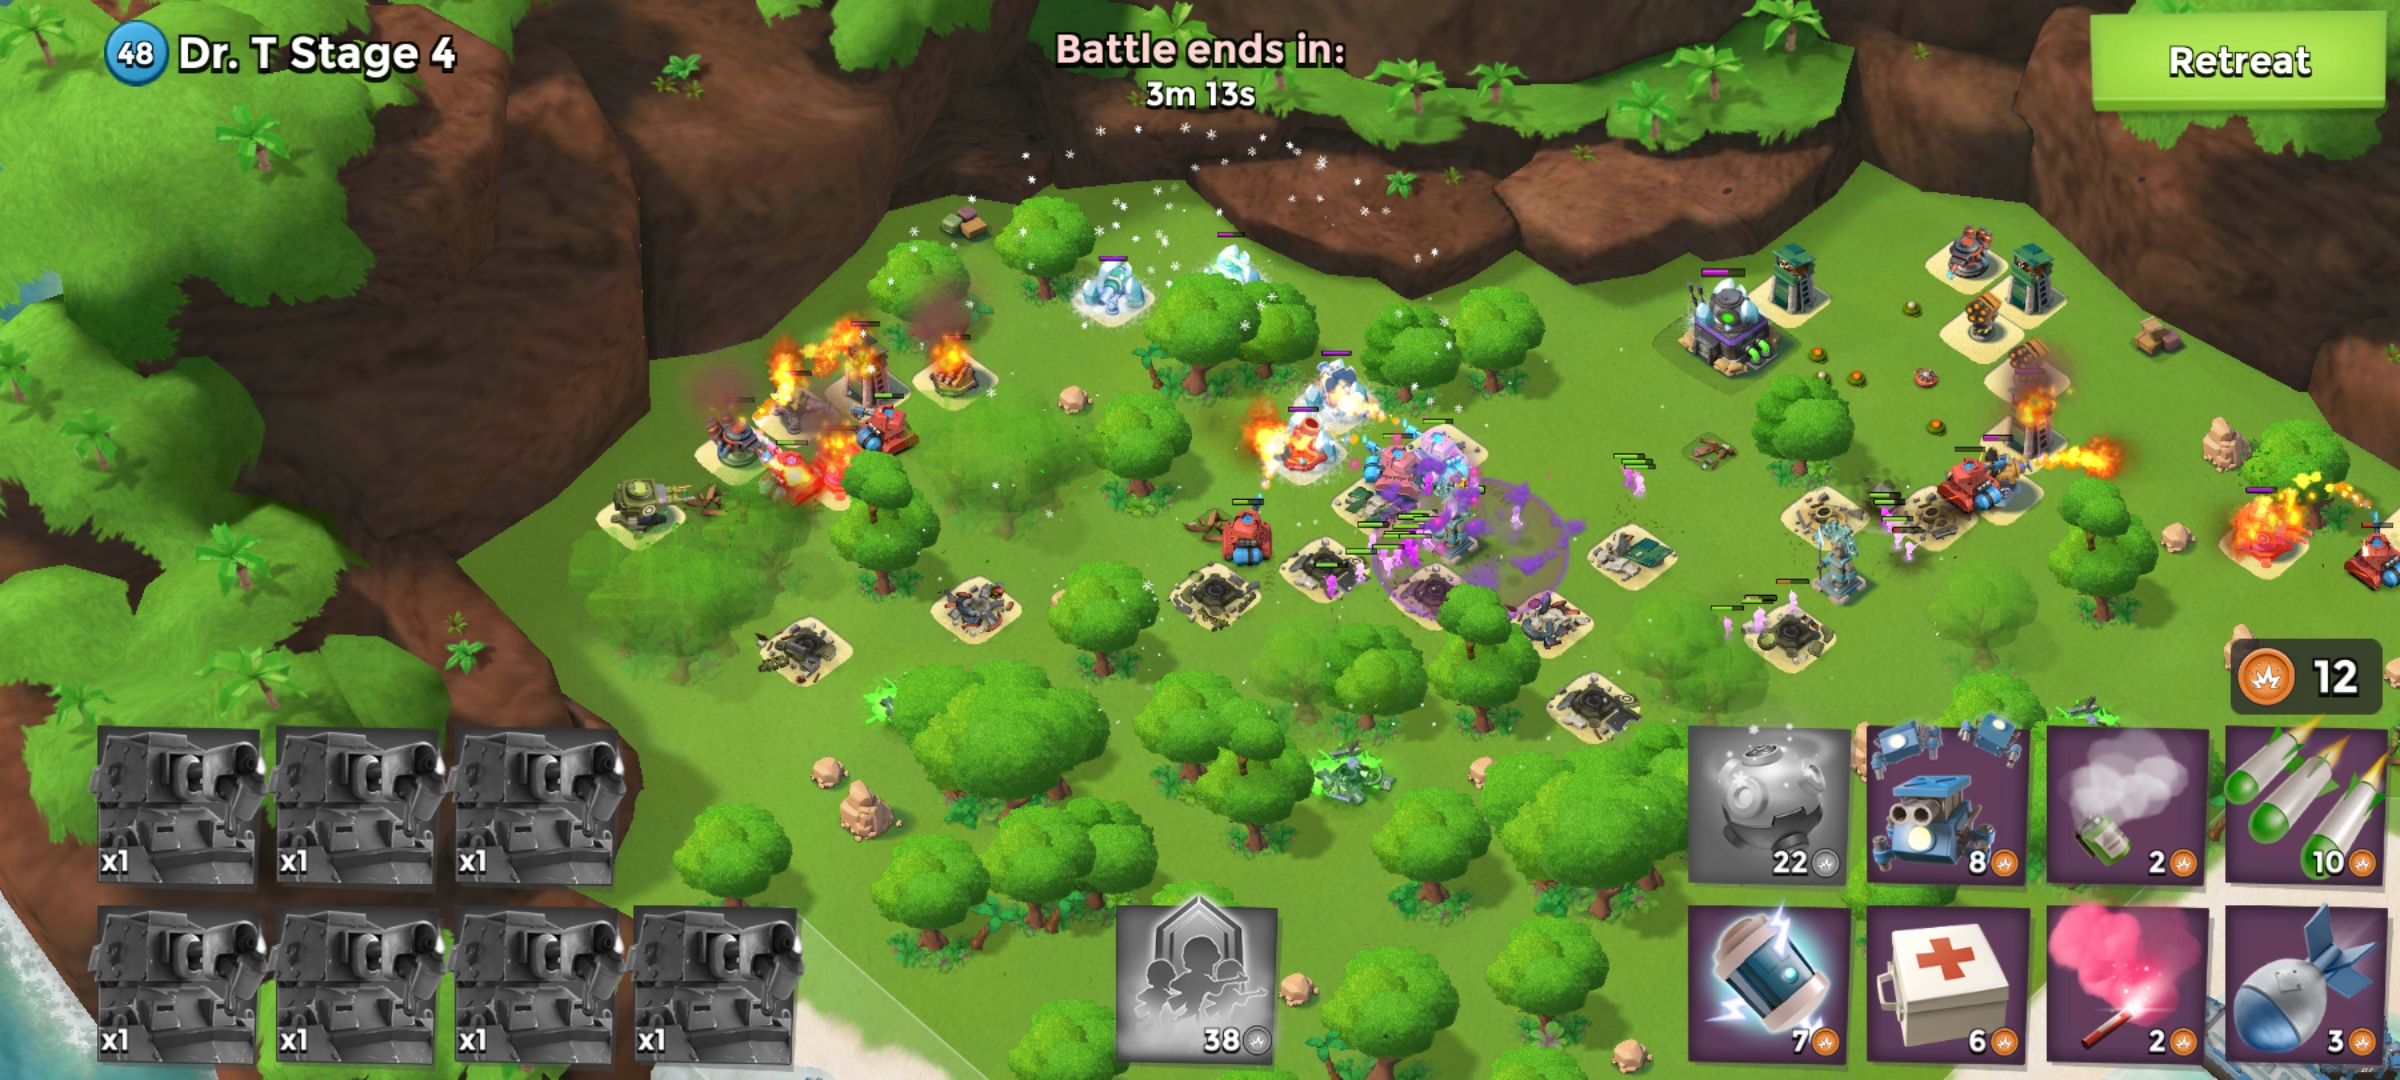 48 Dr. T Stage 4
Battle ends in:
3m 13s
Retreat
12
x1 x1 x1
22 8 2 10
x1 x1 x1 x1
38
7 6 2 3